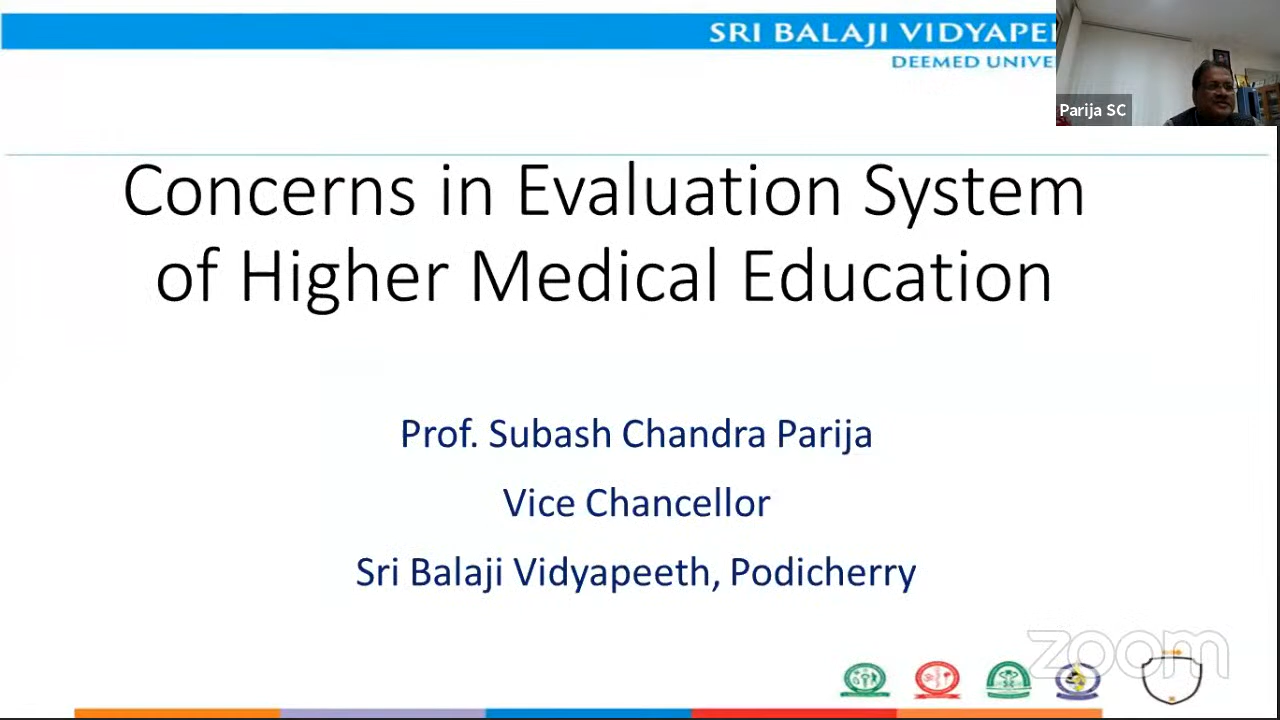 SRI BALAJI VIDYAPE
DEEMED UNIVE
Parija SC
Concerns in Evaluation System
of Higher Medical Education
Prof. Subash Chandra Parija
Vice Chancellor
Sri Balaji Vidyapeeth, Podicherry
zoom